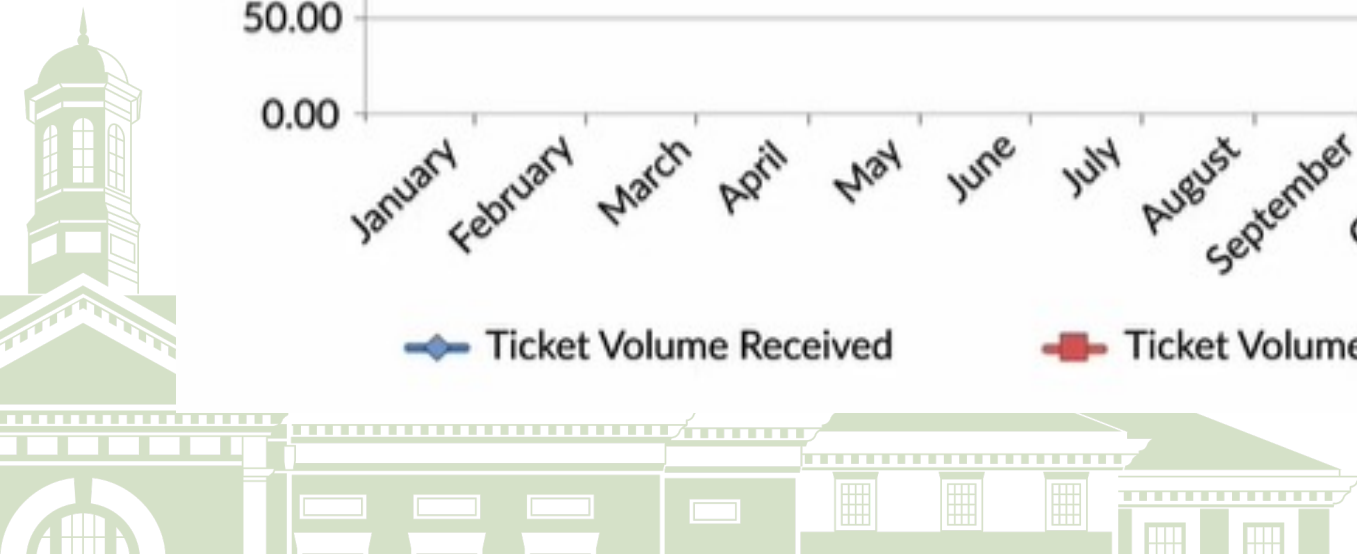 50.00
0.00
January February March April May June July August September
Ticket Volume Received Ticket Volume